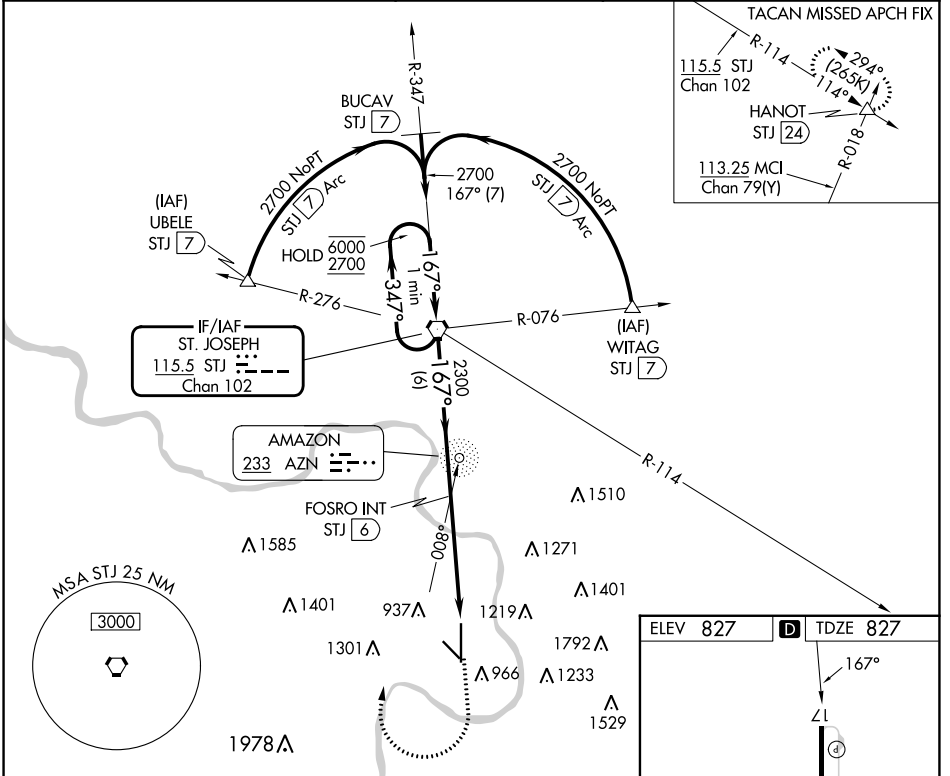 TACAN MISSED APCH FIX
R-114
114°
294°
(265K)
115.5 STJ
Chan 102
HANOT
STJ 24
R-018
113.25 MCI
Chan 79(Y)
R-347
BUCAV
STJ 7
2700 NoPT
STJ 7 Arc
2700 NoPT
STJ 7 Arc
2700
167° (7)
(IAF)
UBELE
STJ 7
HOLD 6000
2700
167°
1 min
347°
R-276
R-076
(IAF)
WITAG
STJ 7
IF/IAF
ST. JOSEPH
115.5 STJ
Chan 102
2300
167°
(6)
AMAZON
233 AZN
R-114
FOSRO INT
STJ 6
008°
1510
1585
1271
1401
937
1219
1401
1301
1792
966
1233
1529
1978
MSA STJ 25 NM
3000
ELEV 827
D
TDZE 827
167°
17
P